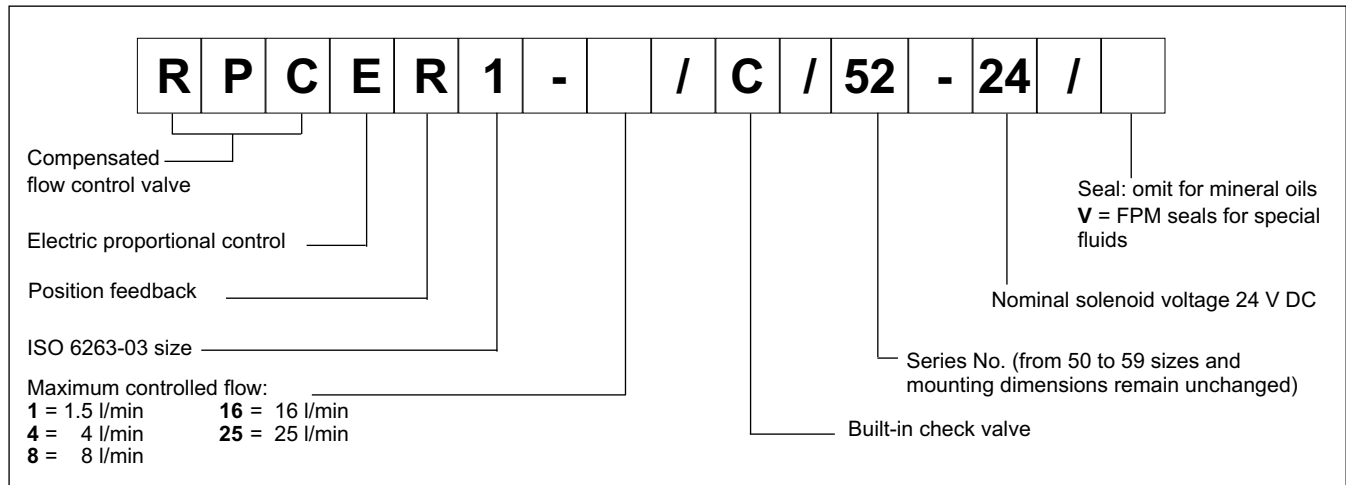 R P C E R 1 - / C / 52 - 24 /
Compensated
flow control valve
Electric proportional control
Position feedback
ISO 6263-03 size
Maximum controlled flow:
1 = 1.5 l/min 16 = 16 l/min
4 = 4 l/min 25 = 25 l/min
8 = 8 l/min
Seal: omit for mineral oils
V = FPM seals for special
fluids
Nominal solenoid voltage 24 V DC
Series No. (from 50 to 59 sizes and
mounting dimensions remain unchanged)
Built-in check valve